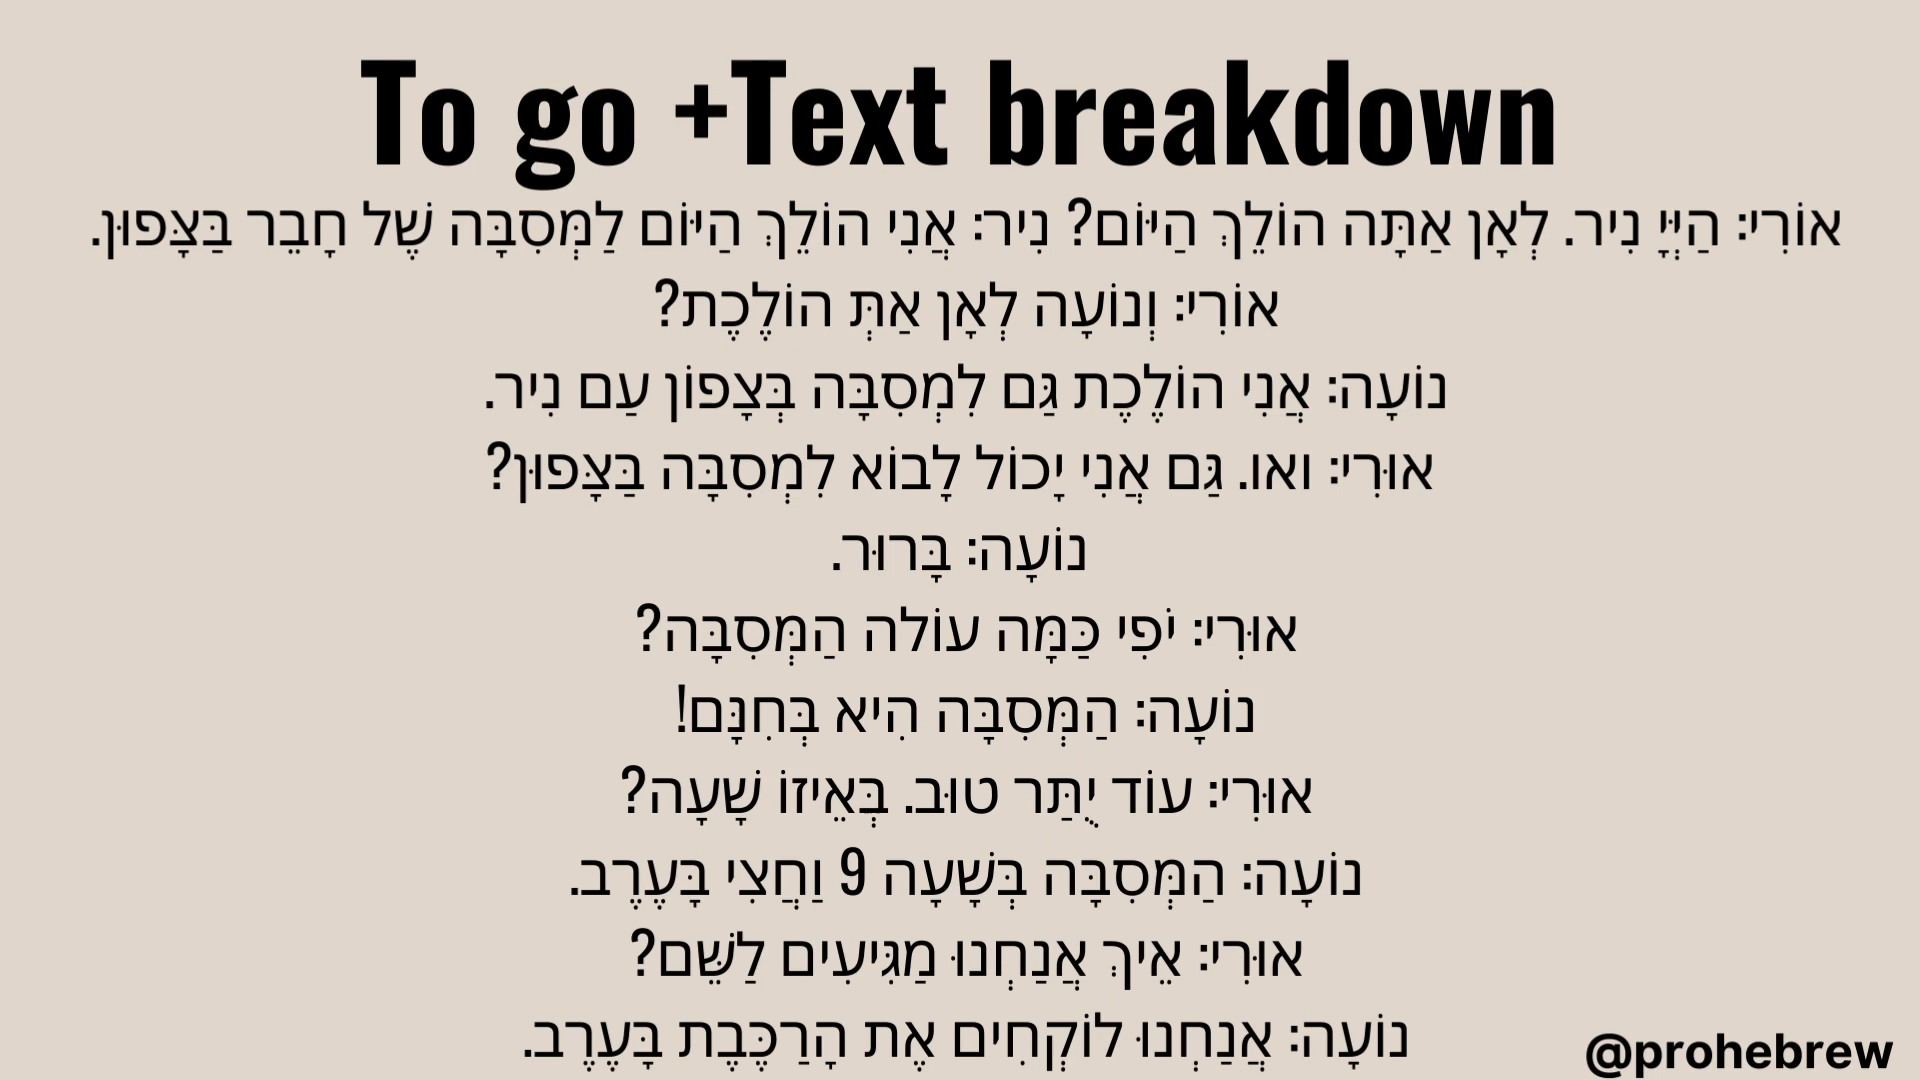 To go +Text breakdown
אוֹרִי: הַיְּיָ נִיר. לְאָן אַתָּה הוֹלֵךְ הַיּוֹם? נִיר: אֲנִי הוֹלֵךְ הַיּוֹם לַמְּסִבָּה שֶׁל חָבֵר בַּצָּפוּןּ.
אוֹרִי: וְנוֹעָה לְאָן אַתְּ הוֹלֶכֶת?
נוֹעָה: אֲנִי הוֹלֶכֶת גַּם לִמְסִבָּה בְּצָפוֹן עַם נִיר.
אוּרִי: ואו. גַּם אֲנִי יָכוֹל לָבוֹא לִמְסִבָּה בַּצָּפוּן?
נוֹעָה: בָּרוּר.
אוּרִי: יֹפִי כַּמָּה עוֹלה הַמְּסִבָּה?
נוֹעָה: הַמְּסִבָּה הִיא בְּחִנָּם!
אוּרִי: עוֹד יֻתַּר טוּב. בְּאֵיזוֹ שָׁעָה?
נוֹעָה: הַמְּסִבָּה בְּשָׁעָה 9 וַחֲצִי בָּעֶרֶב.
אוּרִי: אֵיךְ אֲנַחְנוּ מַגִּיעִים לַשֵּׁם?
נוֹעָה: אֲנַחְנוּ לוֹקְחִים אֶת הָרַכֶּבֶת בָּעֶרֶב.
@prohebrew